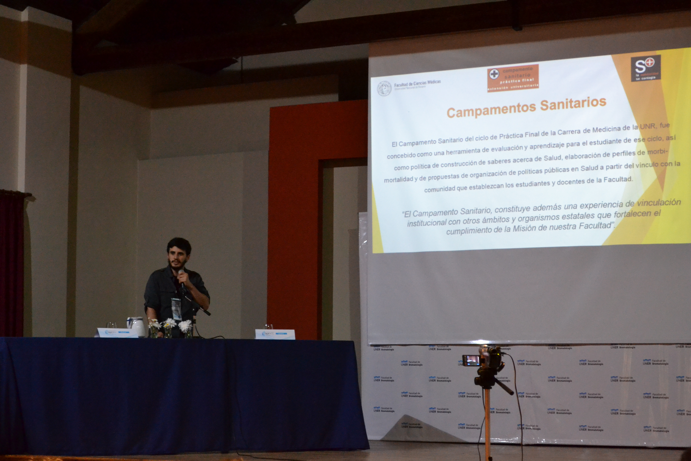 Facultad de Ciencias Médicas
Campamentos Sanitarios
El Campamento Sanitario del ciclo de Práctica Final de la Carrera de Medicina de la UNR, fue
concebido como una herramienta de evaluación y aprendizaje para el estudiante de ese ciclo, así
como política de construcción de saberes acerca de Salud, elaboración de perfiles de morbi-
mortalidad y de propuestas de organización de políticas públicas en Salud a partir del vínculo con la
comunidad que establezcan los estudiantes y docentes de la Facultad.
"El Campamento Sanitario, constituye además una experiencia de vinculación
institucional con otros ámbitos y organismos estatales que fortalecen el
cumplimiento de la Misión de nuestra Facultad"